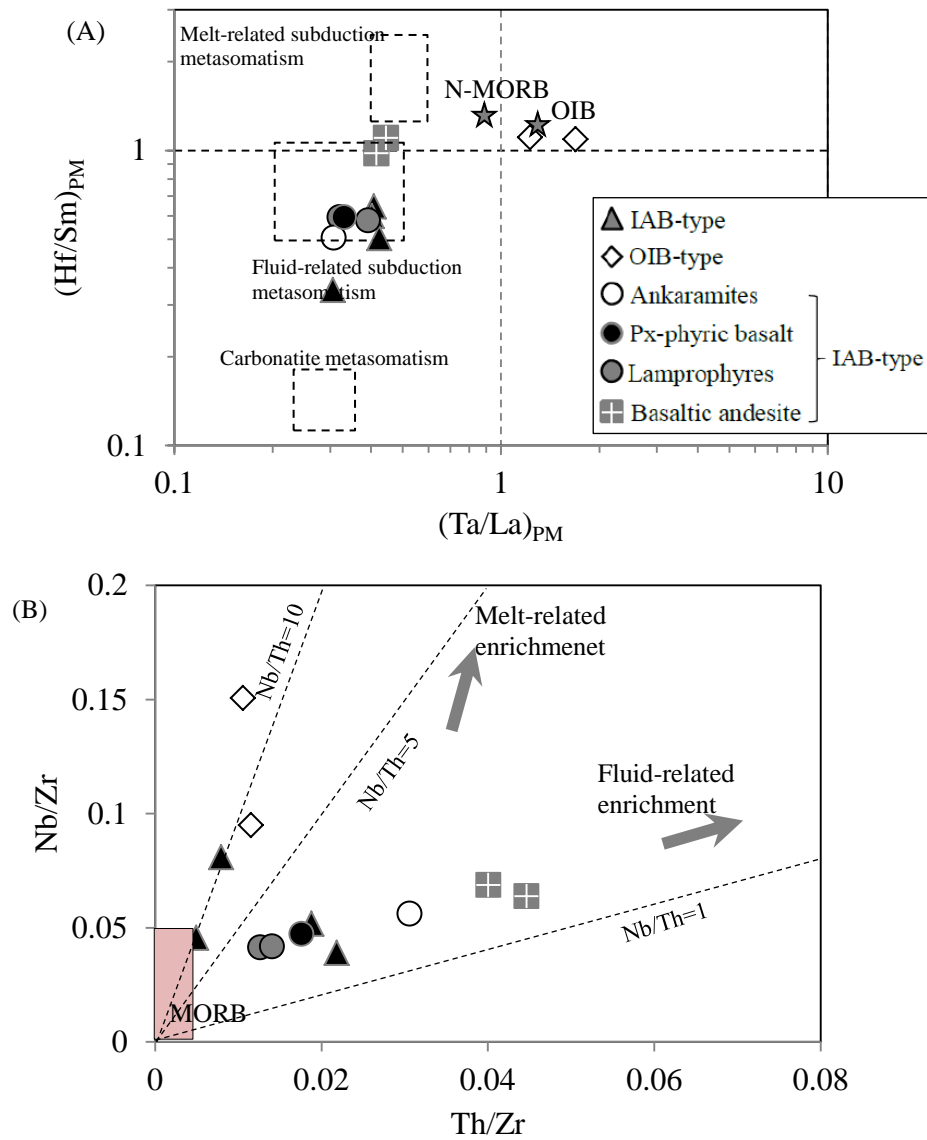 (A)
Melt-related subduction
metasomatism
N-MORB
OIB
1
(Hf/Sm)PM
Fluid-related subduction
metasomatism
Carbonatite metasomatism
0.1
0.1
1
10
(Ta/La)PM
IAB-type
OIB-type
Ankaramites
Px-phyric basalt
Lamprophyres
Basaltic andesite
IAB-type
(B)
0.2
0.15
0.1
0.05
0
Nb/Zr
Nb/Th=10
Melt-related
enrichmenet
Nb/Th=5
Fluid-related
enrichment
Nb/Th=1
MORB
0
0.02
0.04
0.06
0.08
Th/Zr